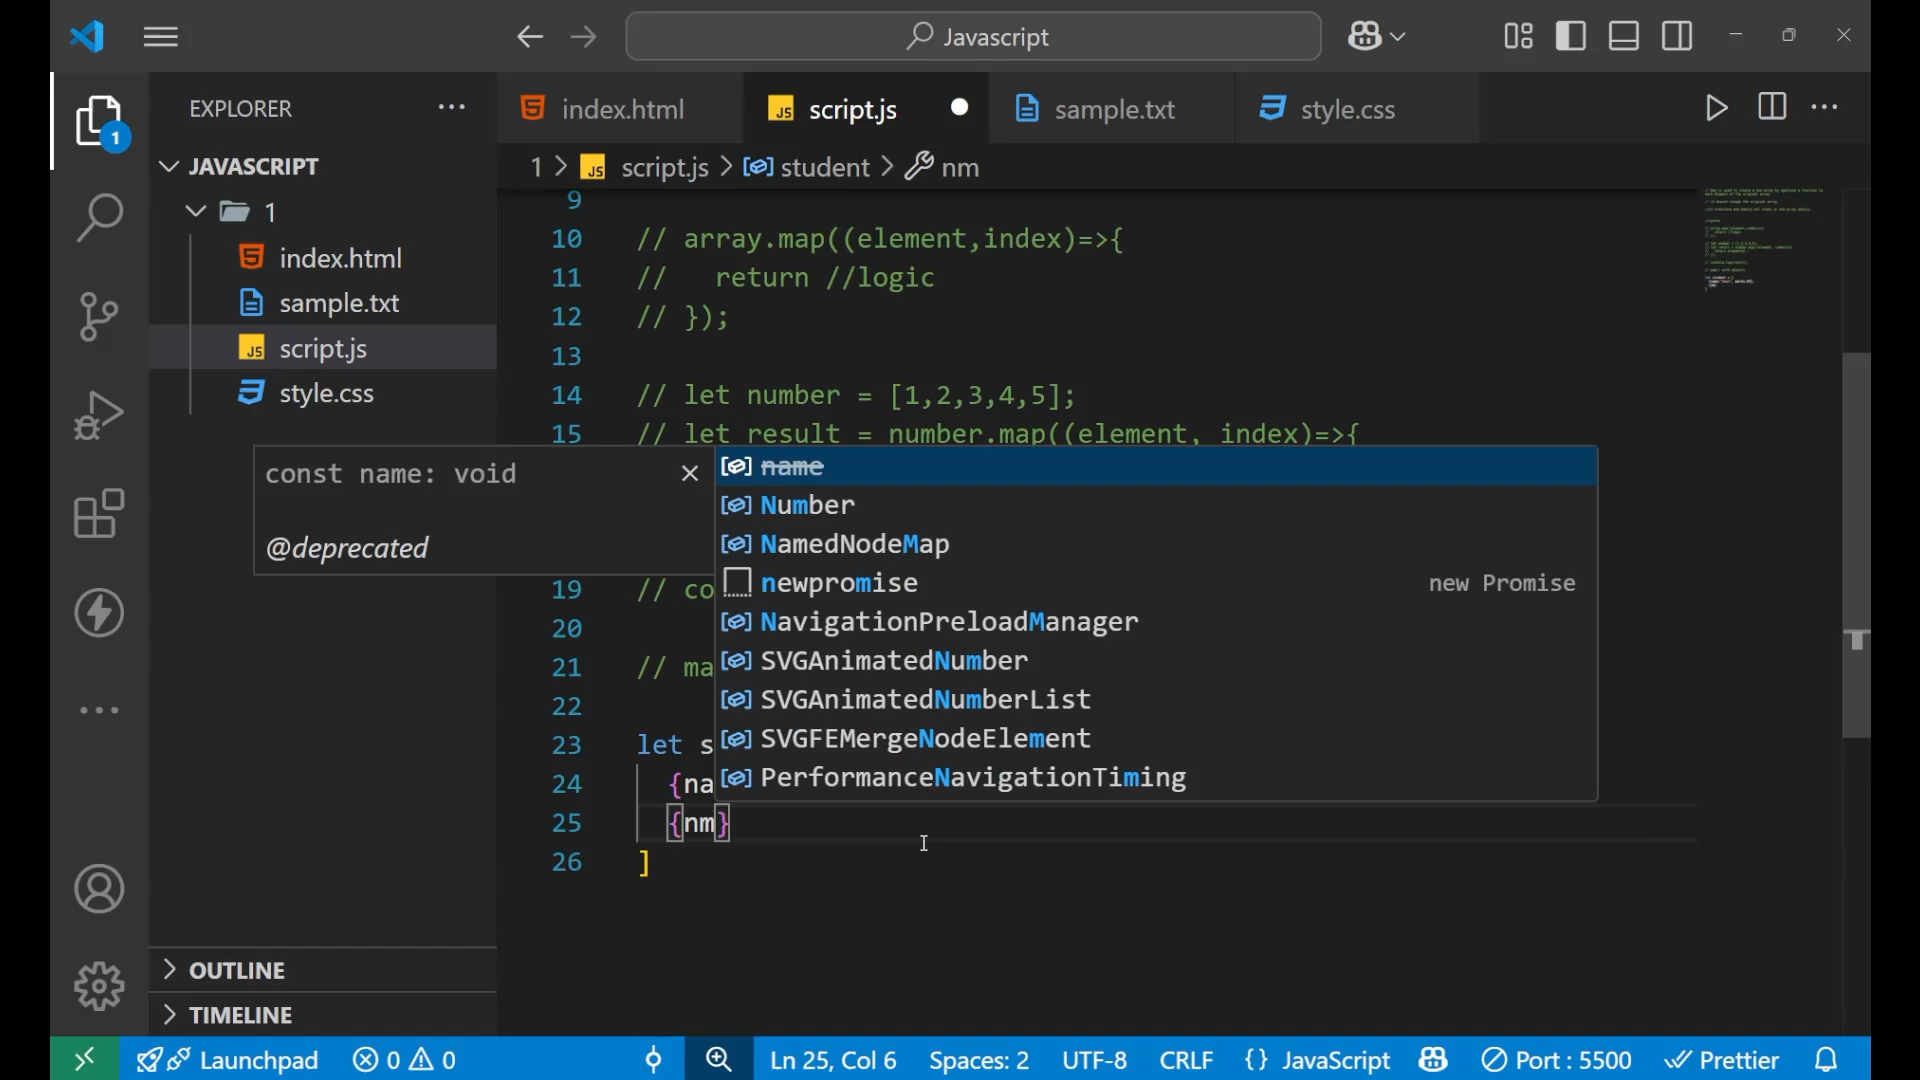 Javascript
EXPLORER
index.html
script.js
sample.txt
style.css
1
JAVASCRIPT
1 > script.js > student > nm
1
index.html
sample.txt
script.js
style.css
9
10 // array.map((element,index)=>{
11 //   return //logic
12 // });
13
14 // let number = [1,2,3,4,5];
15 // let result = number.map((element, index)=>{
const name: void
@deprecated
name
Number
NamedNodeMap
newpromise new Promise
NavigationPreloadManager
SVGAnimatedNumber
SVGAnimatedNumberList
SVGFEMergeNodeElement
PerformanceNavigationTiming
19 // co
20
21 // ma
22
23 let s
24 {na
25 {nm}
26 ]
OUTLINE
TIMELINE
Launchpad 0 0 Ln 25, Col 6 Spaces: 2 UTF-8 CRLF {} JavaScript Port : 5500 Prettier